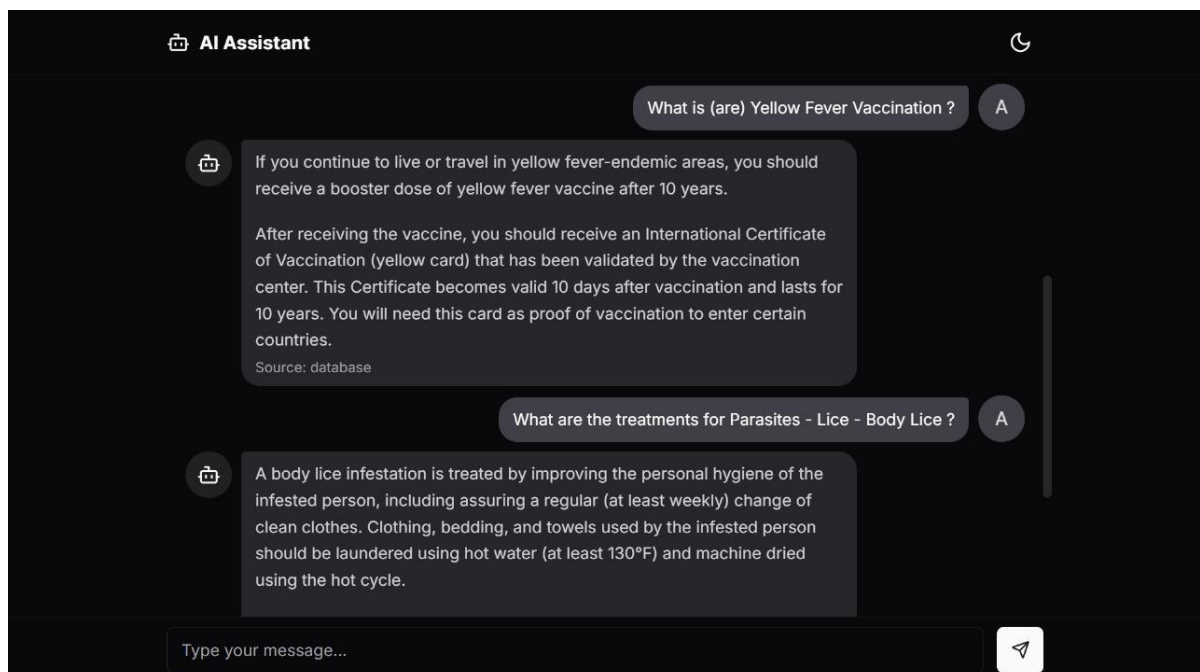 AI Assistant
What is (are) Yellow Fever Vaccination ?
A
If you continue to live or travel in yellow fever-endemic areas, you should
receive a booster dose of yellow fever vaccine after 10 years.
After receiving the vaccine, you should receive an International Certificate
of Vaccination (yellow card) that has been validated by the vaccination
center. This Certificate becomes valid 10 days after vaccination and lasts for
10 years. You will need this card as proof of vaccination to enter certain
countries.
Source: database
What are the treatments for Parasites - Lice - Body Lice ?
A
A body lice infestation is treated by improving the personal hygiene of the
infested person, including assuring a regular (at least weekly) change of
clean clothes. Clothing, bedding, and towels used by the infested person
should be laundered using hot water (at least 130°F) and machine dried
using the hot cycle.
Type your message...